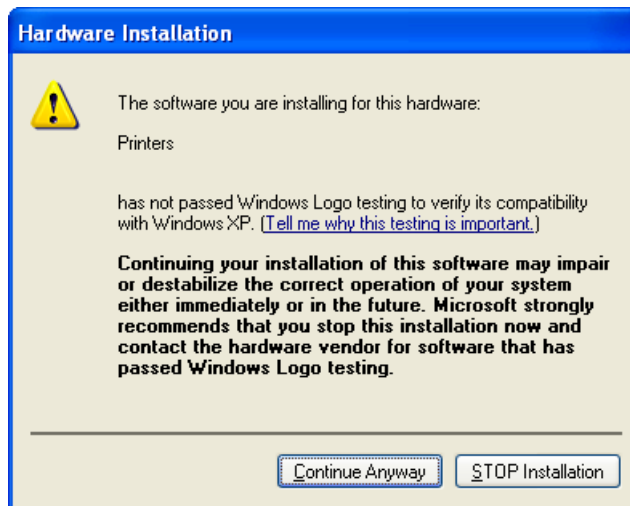 Hardware Installation
The software you are installing for this hardware:
Printers
has not passed Windows Logo testing to verify its compatibility
with Windows XP. (Tell me why this testing is important.)
Continuing your installation of this software may impair
or destabilize the correct operation of your system
either immediately or in the future. Microsoft strongly
recommends that you stop this installation now and
contact the hardware vendor for software that has
passed Windows Logo testing.
Continue Anyway STOP Installation